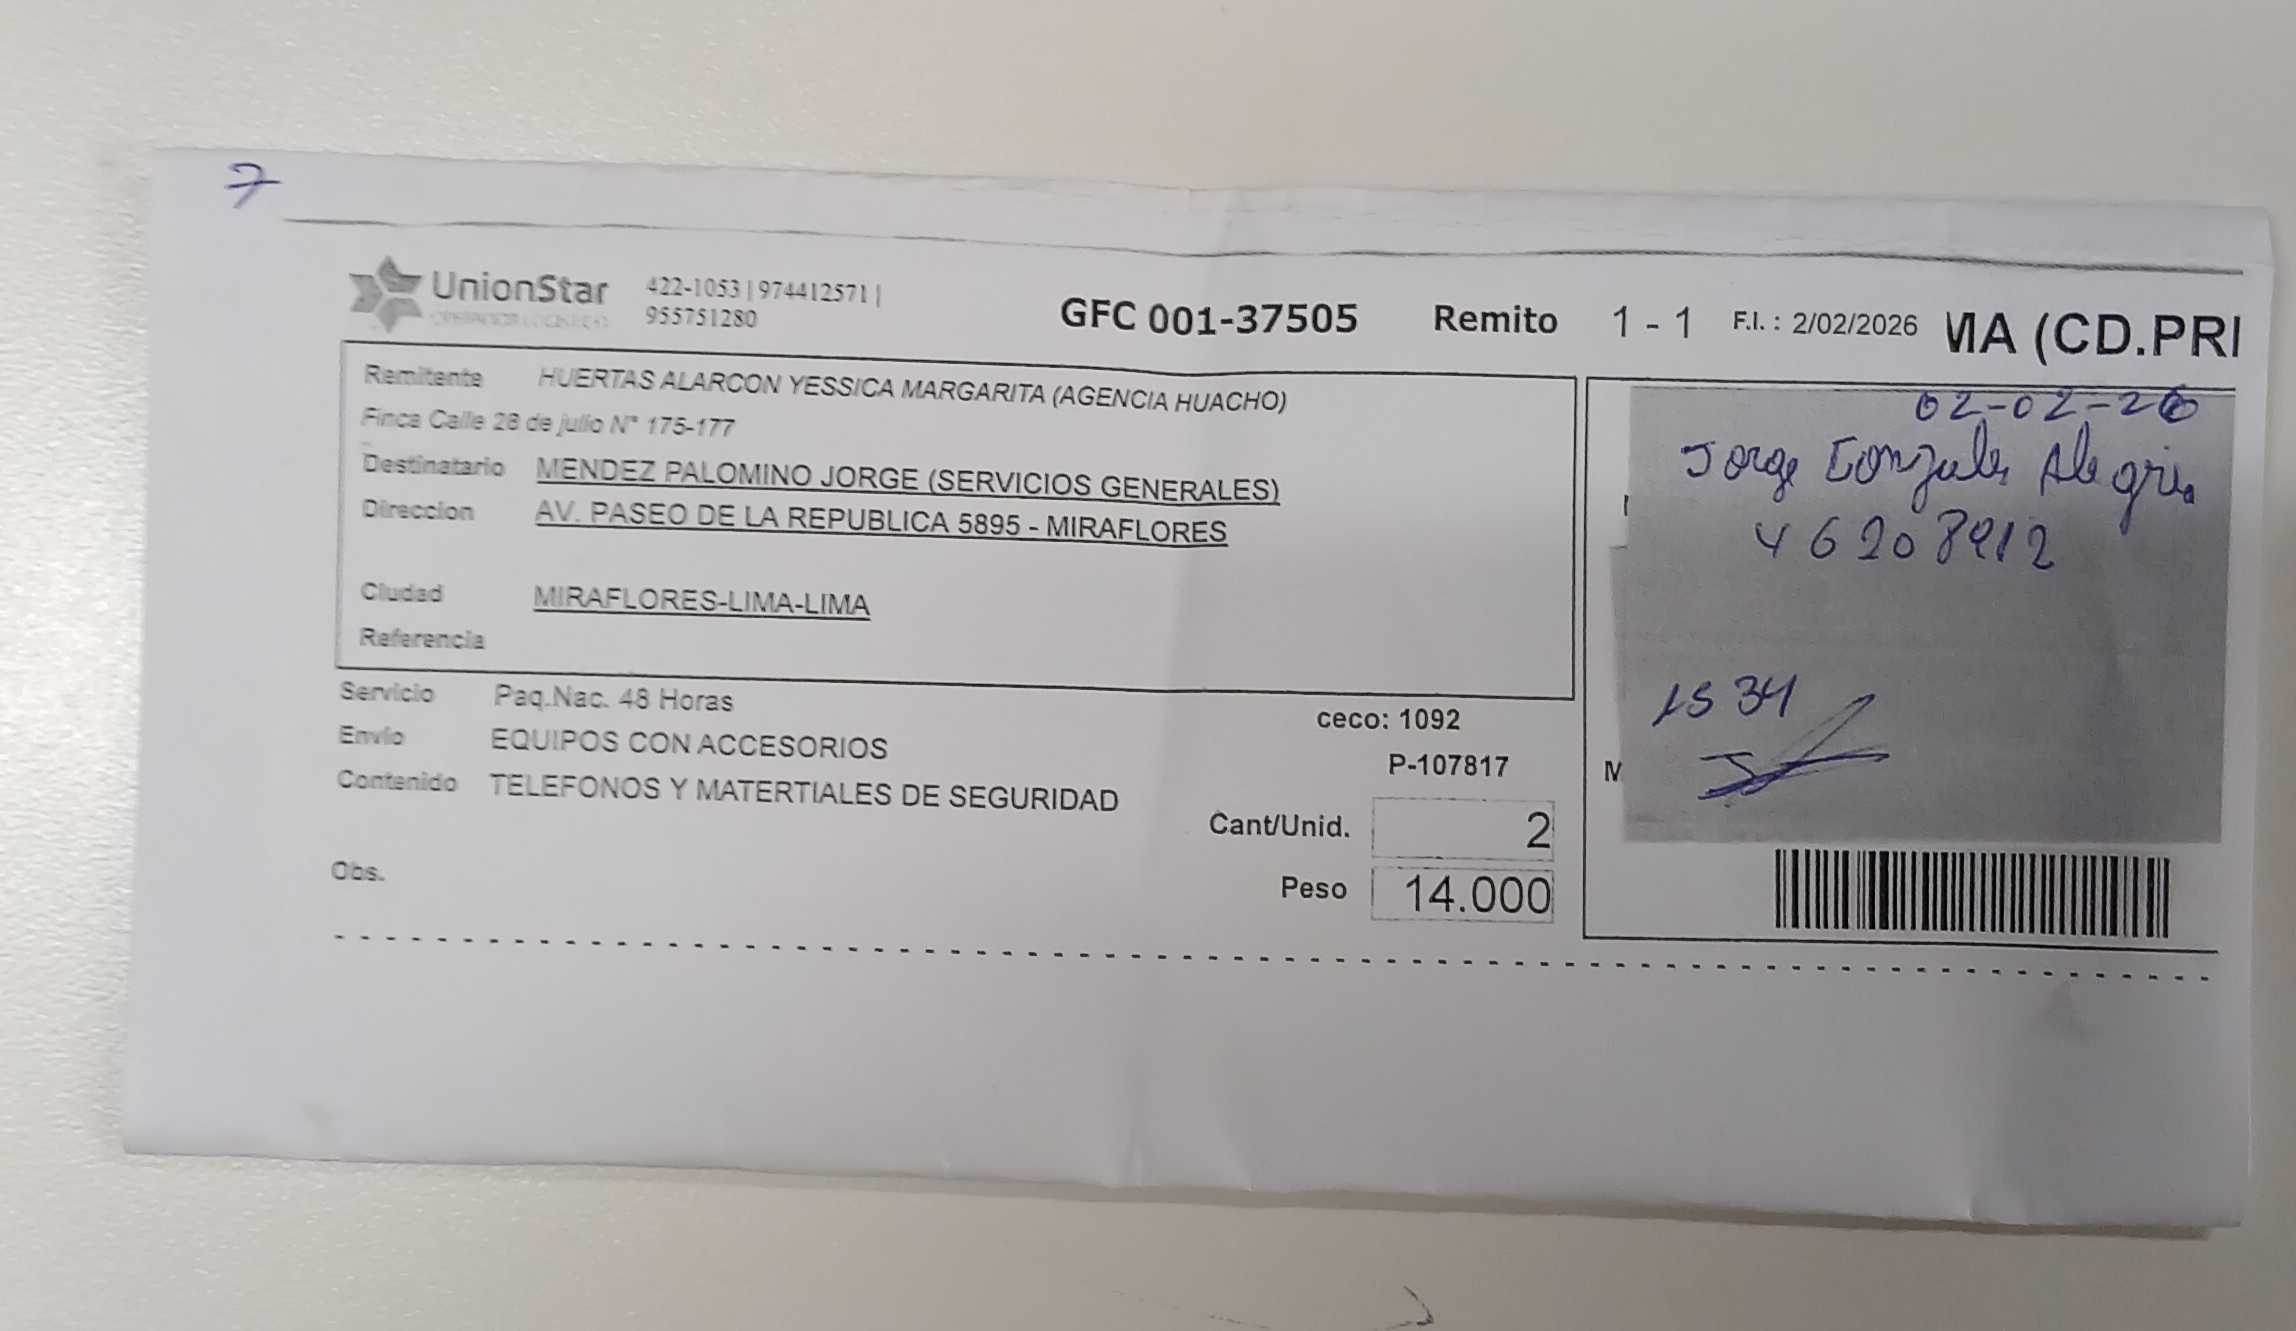 7
UnionStar 422-1053 | 974412571 |
OPERADOR LOGISTICO 955751280
GFC 001-37505 Remito 1 - 1 F.I. : 2/02/2026 MA (CD.PRI
Remitente HUERTAS ALARCON YESSICA MARGARITA (AGENCIA HUACHO)
Finca Calle 28 de julio N° 175-177
Destinatario MENDEZ PALOMINO JORGE (SERVICIOS GENERALES)
Direccion AV. PASEO DE LA REPUBLICA 5895 - MIRAFLORES
Ciudad MIRAFLORES-LIMA-LIMA
Referencia
Servicio Paq.Nac. 48 Horas
ceco: 1092
Envio EQUIPOS CON ACCESORIOS
P-107817
Contenido TELEFONOS Y MATERTIALES DE SEGURIDAD
Cant/Unid. 2
Obs.
Peso 14.000
02-02-26
Jorge Gonzales Alegria
46208912
1534
M